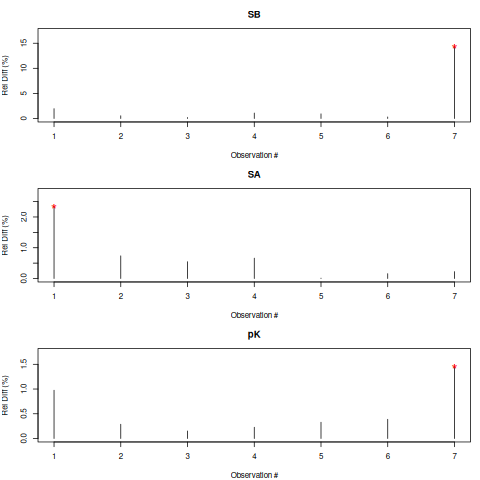 SB
Rel Diff (%)
15
10
5
0
1 2 3 4 5 6 7
Observation #
SA
Rel Diff (%)
2.0
1.0
0.0
1 2 3 4 5 6 7
Observation #
pK
Rel Diff (%)
1.5
1.0
0.5
0.0
1 2 3 4 5 6 7
Observation #